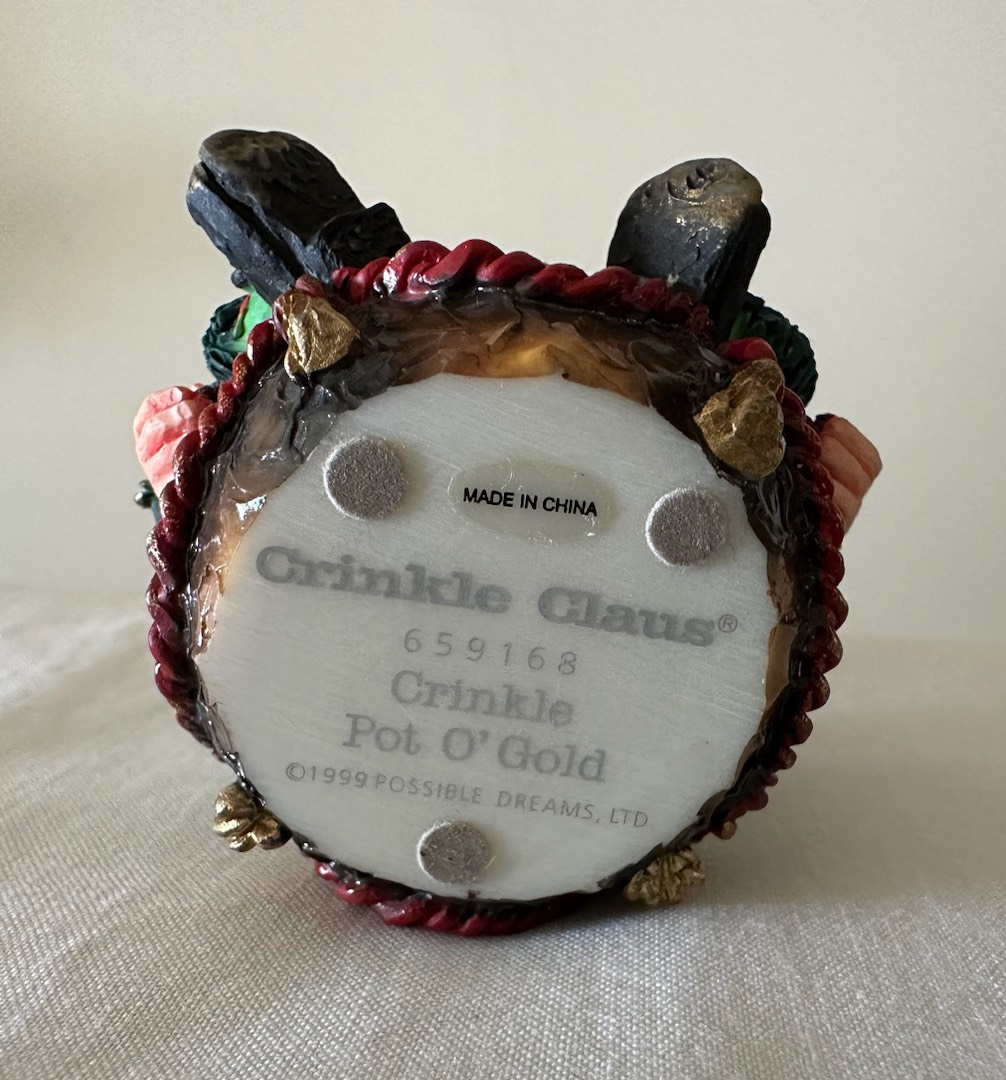 MADE IN CHINA
Crinkle Claus®
659168
Crinkle
Pot O' Gold
©1999 POSSIBLE DREAMS, LTD